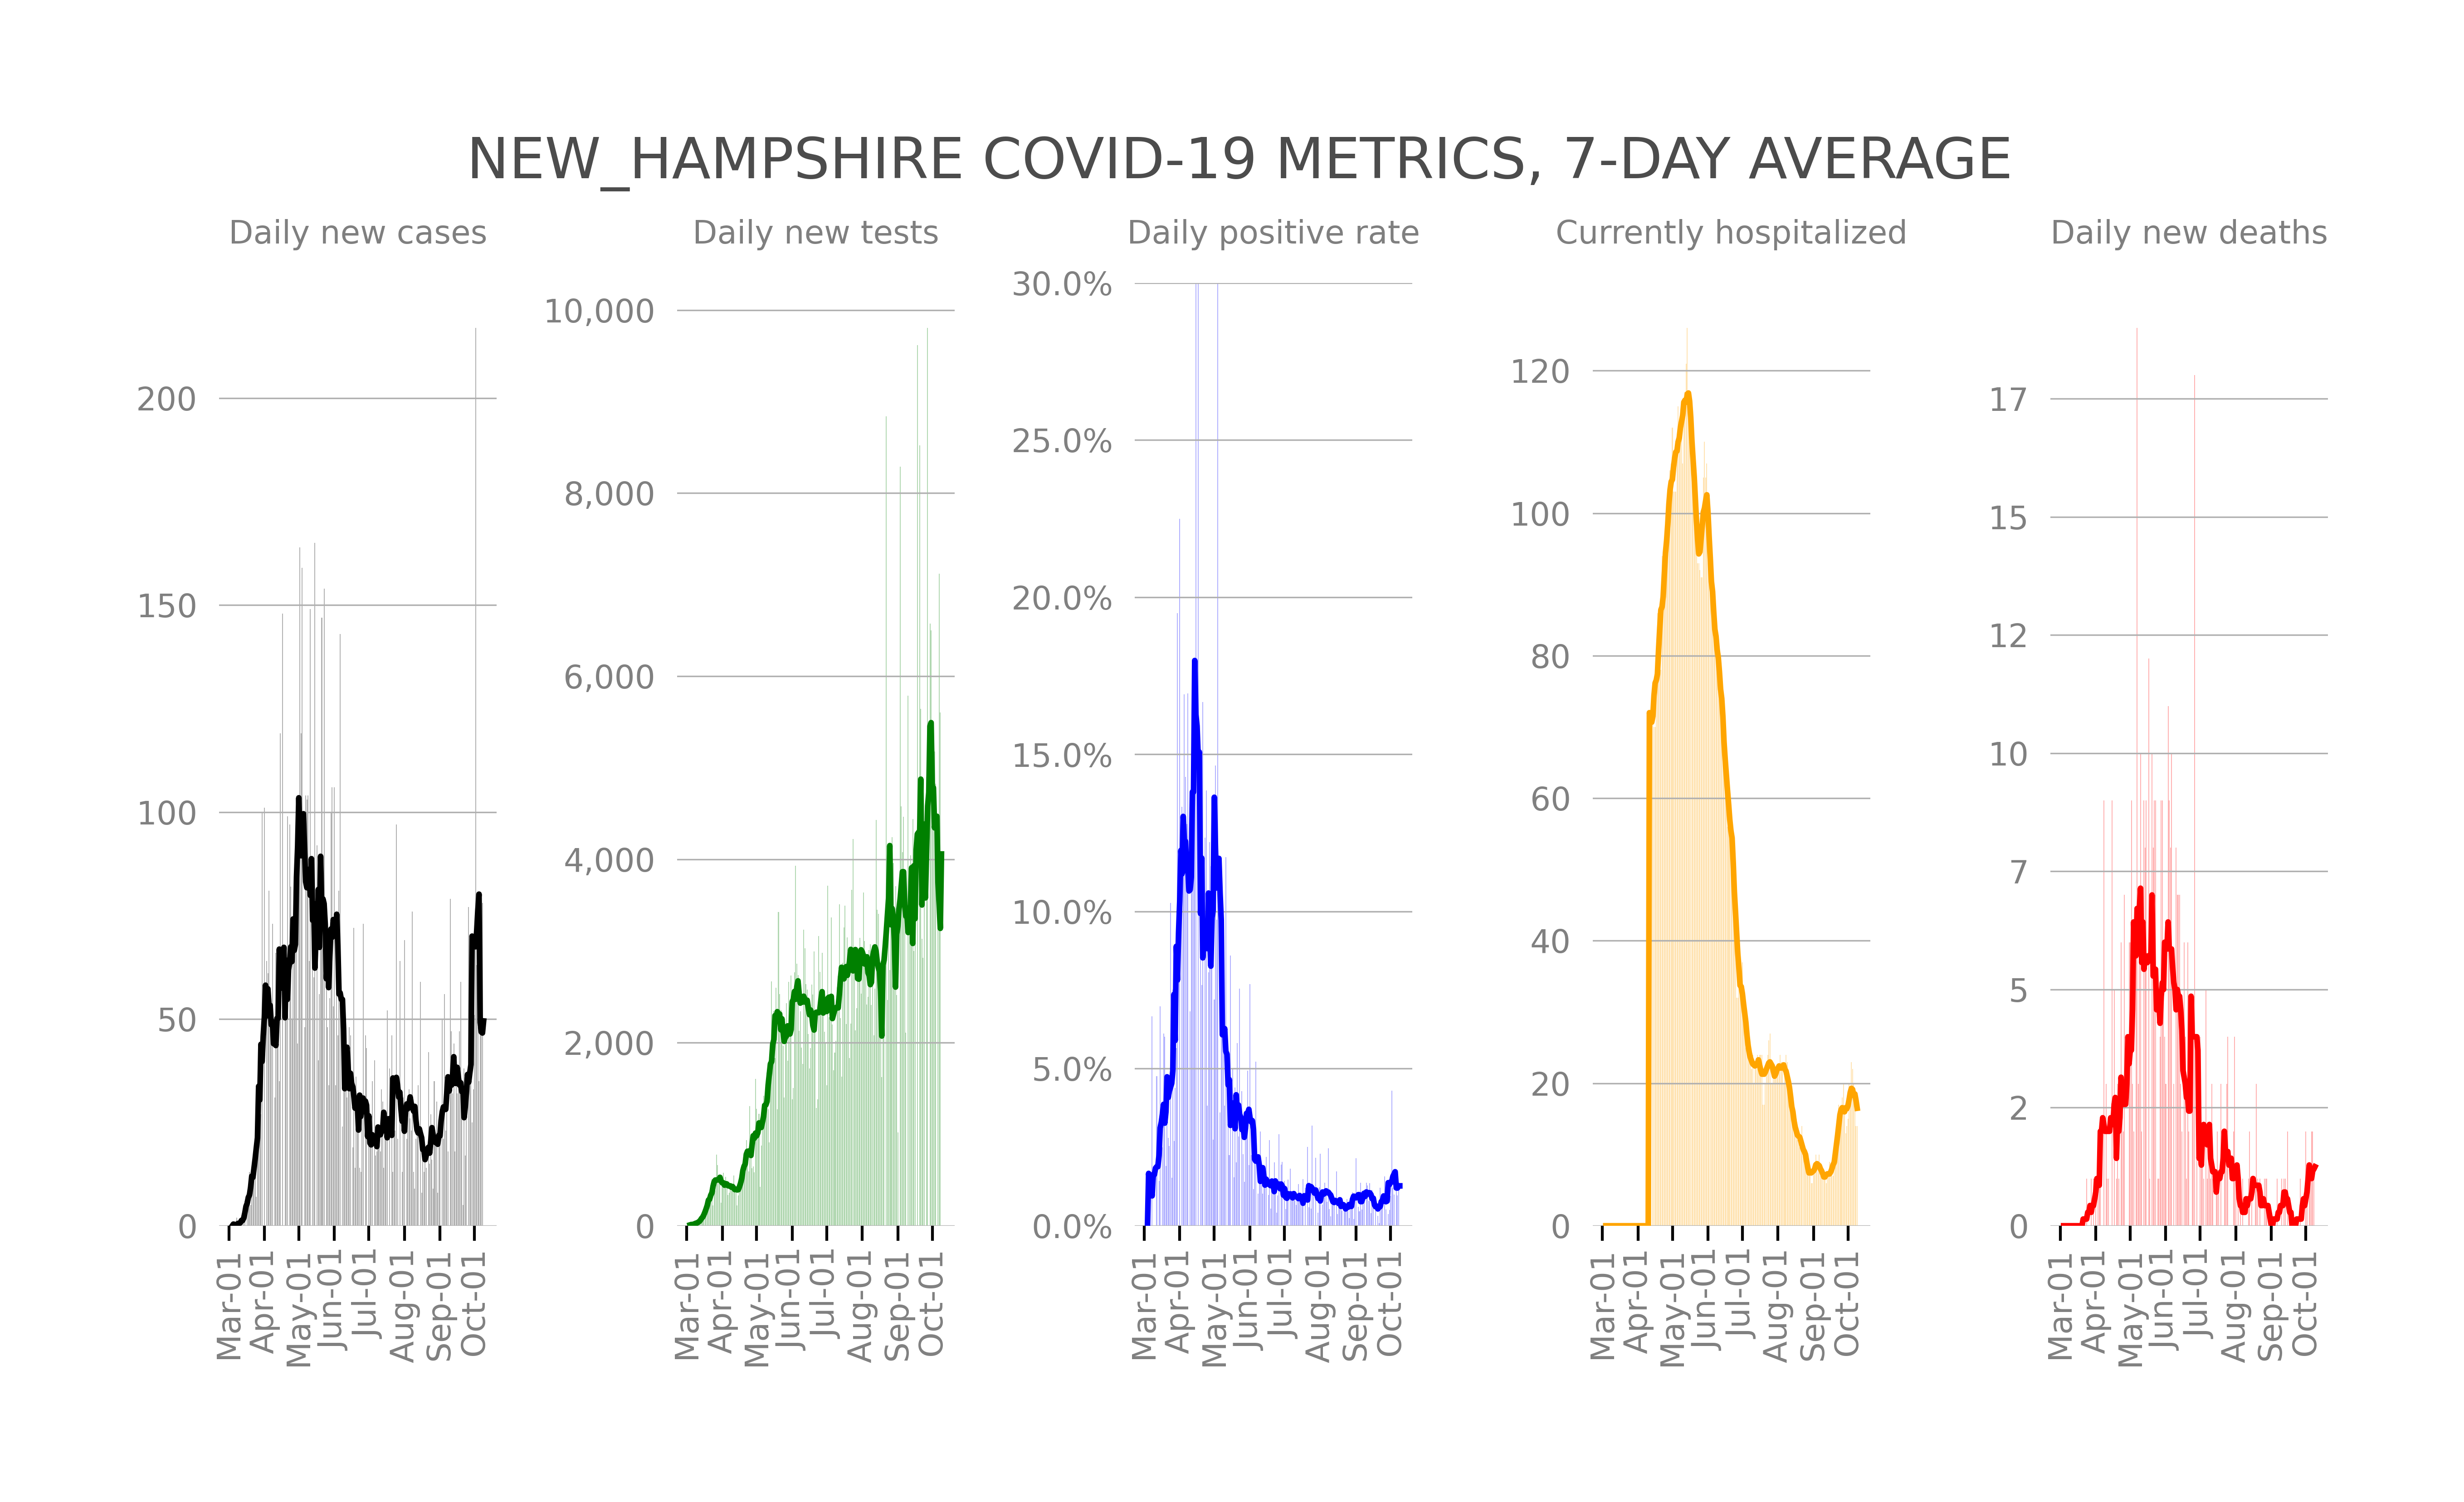 NEW_HAMPSHIRE COVID-19 METRICS, 7-DAY AVERAGE
Daily new cases
200
150
100
50
0
Mar-01
Apr-01
May-01
Jun-01
Jul-01
Aug-01
Sep-01
Oct-01
Daily new tests
10,000
8,000
6,000
4,000
2,000
0
Mar-01
Apr-01
May-01
Jun-01
Jul-01
Aug-01
Sep-01
Oct-01
Daily positive rate
30.0%
25.0%
20.0%
15.0%
10.0%
5.0%
0.0%
Mar-01
Apr-01
May-01
Jun-01
Jul-01
Aug-01
Sep-01
Oct-01
Currently hospitalized
120
100
80
60
40
20
0
Mar-01
Apr-01
May-01
Jun-01
Jul-01
Aug-01
Sep-01
Oct-01
Daily new deaths
17
15
12
10
7
5
2
0
Mar-01
Apr-01
May-01
Jun-01
Jul-01
Aug-01
Sep-01
Oct-01